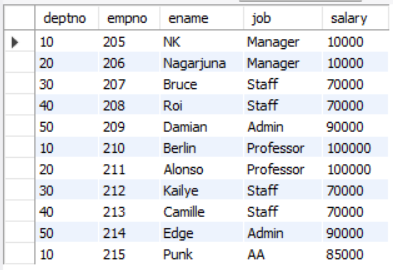 deptno empno ename job salary
10 205 NK Manager 10000
20 206 Nagarjuna Manager 10000
30 207 Bruce Staff 70000
40 208 Roi Staff 70000
50 209 Damian Admin 90000
10 210 Berlin Professor 100000
20 211 Alonso Professor 100000
30 212 Kailye Staff 70000
40 213 Camille Staff 70000
50 214 Edge Admin 90000
10 215 Punk AA 85000